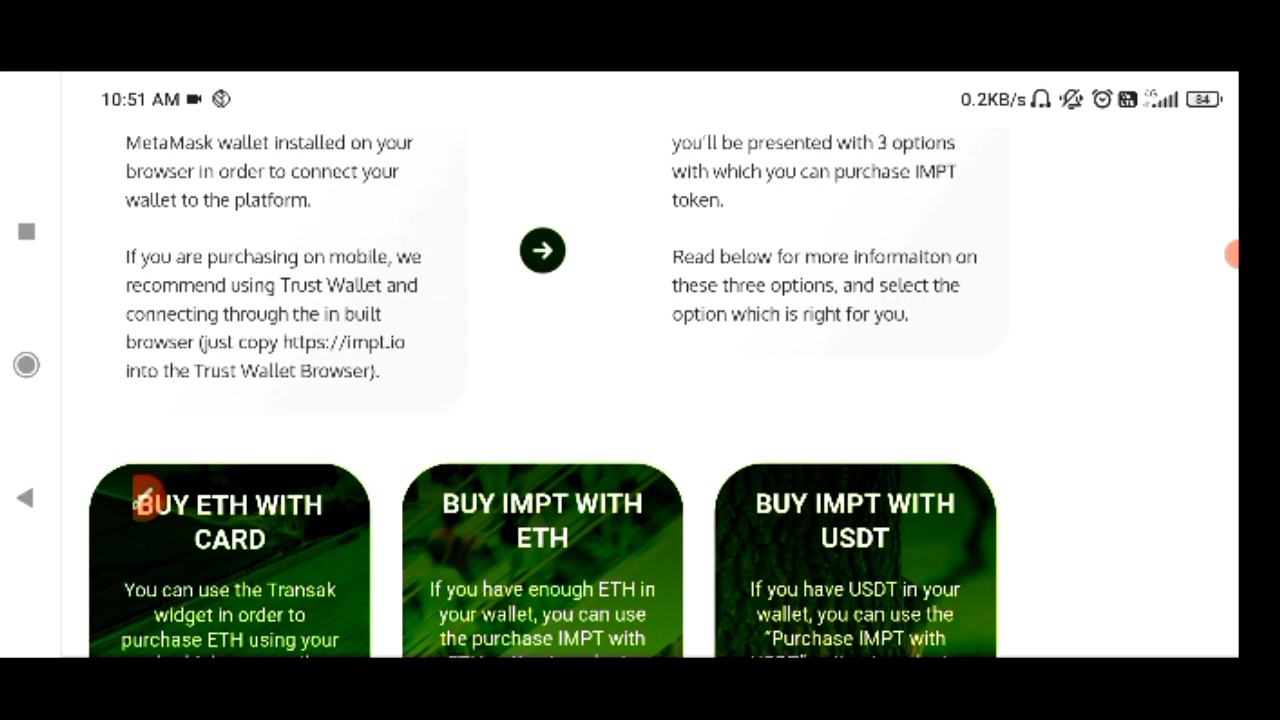 10:51 AM
0.2KB/s
84
MetaMask wallet installed on your
browser in order to connect your
wallet to the platform.
If you are purchasing on mobile, we
recommend using Trust Wallet and
connecting through the in built
browser (just copy https://impt.io
into the Trust Wallet Browser).
you'll be presented with 3 options
with which you can purchase IMPT
token.
Read below for more informaiton on
these three options, and select the
option which is right for you.
BUY ETH WITH
CARD
You can use the Transak
widget in order to
purchase ETH using your
BUY IMPT WITH
ETH
If you have enough ETH in
your wallet, you can use
the purchase IMPT with
BUY IMPT WITH
USDT
If you have USDT in your
wallet, you can use the
"Purchase IMPT with